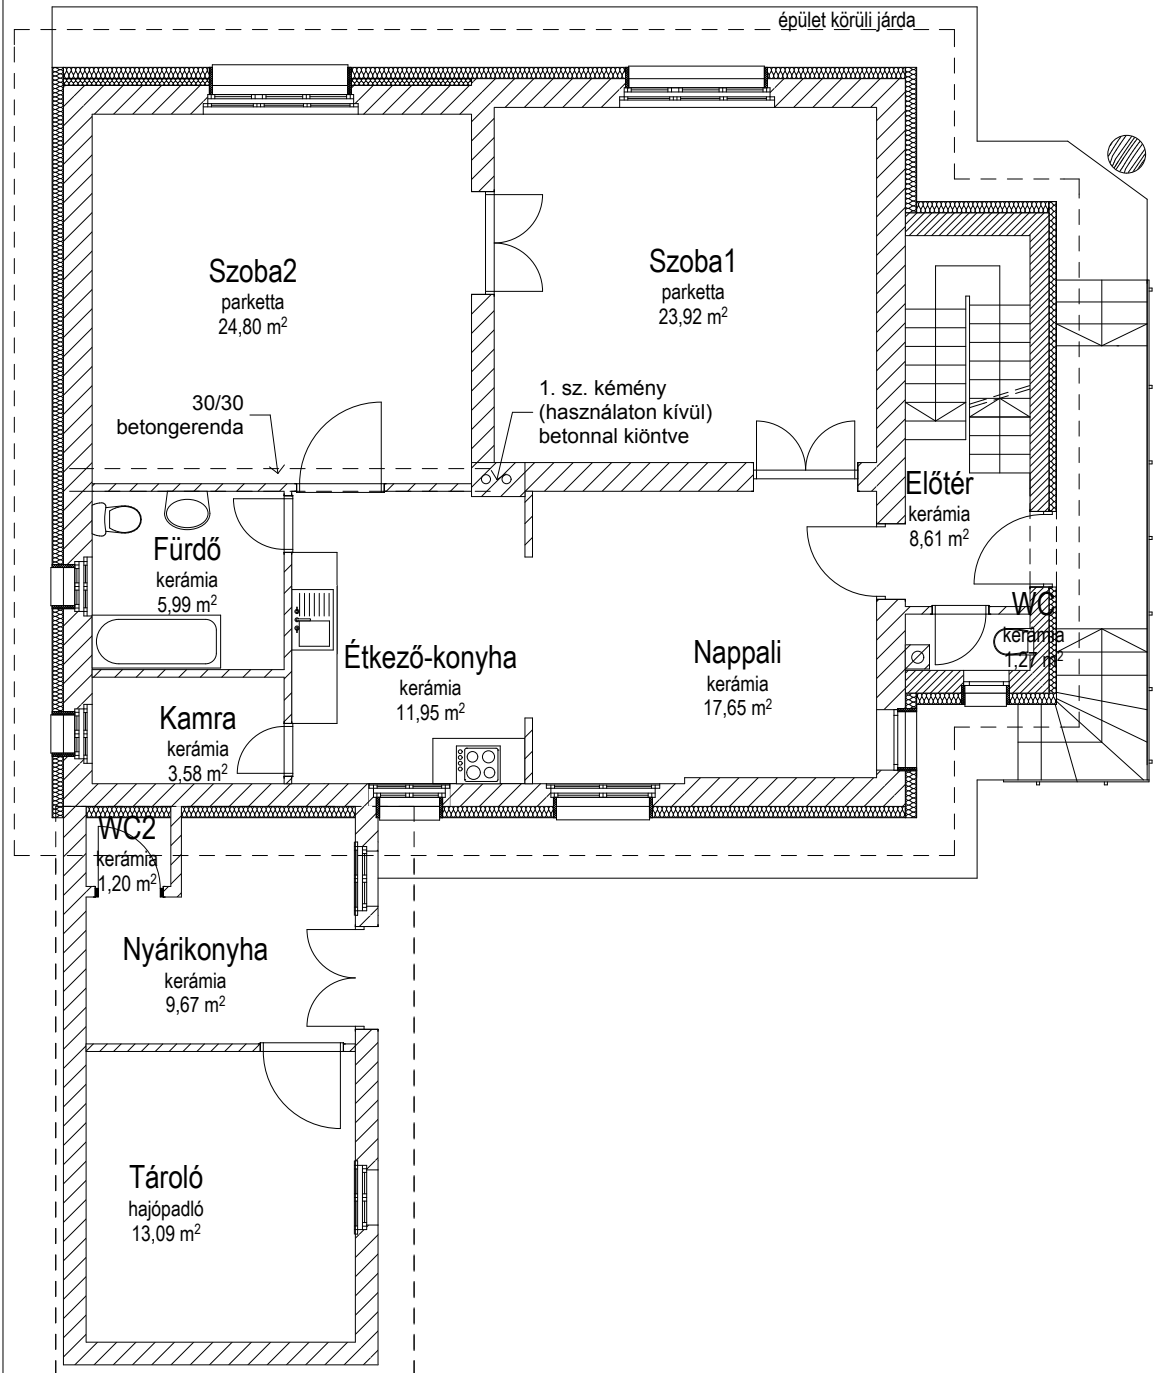 épület körüli járda
Szoba2
parketta
24,80 m²
Szoba1
parketta
23,92 m²
30/30
betongerenda
1. sz. kémény
(használaton kívül)
betonnal kiöntve
Előtér
kerámia
8,61 m²
Fürdő
kerámia
5,99 m²
WC
kerámia
1,27 m²
Étkező-konyha
kerámia
11,95 m²
Nappali
kerámia
17,65 m²
Kamra
kerámia
3,58 m²
WC2
kerámia
1,20 m²
Nyárikonyha
kerámia
9,67 m²
Tároló
hajópadló
13,09 m²